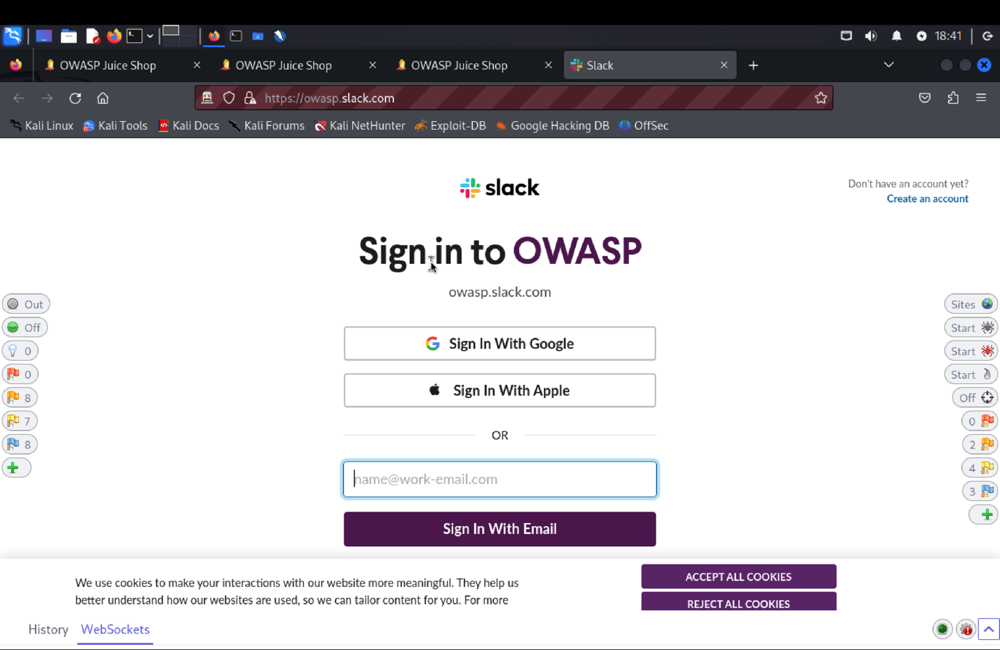 18:41
OWASP Juice Shop
OWASP Juice Shop
OWASP Juice Shop
Slack
https://owasp.slack.com
Kali Linux
Kali Tools
Kali Docs
Kali Forums
Kali NetHunter
Exploit-DB
Google Hacking DB
OffSec
slack
Don't have an account yet?
Create an account
Sign in to OWASP
owasp.slack.com
Out
Off
0
0
8
7
8
Sites
Start
Start
Start
Off
0
2
4
3
Sign In With Google
Sign In With Apple
OR
name@work-email.com
Sign In With Email
We use cookies to make your interactions with our website more meaningful. They help us
better understand how our websites are used, so we can tailor content for you. For more
ACCEPT ALL COOKIES
REJECT ALL COOKIES
History
WebSockets